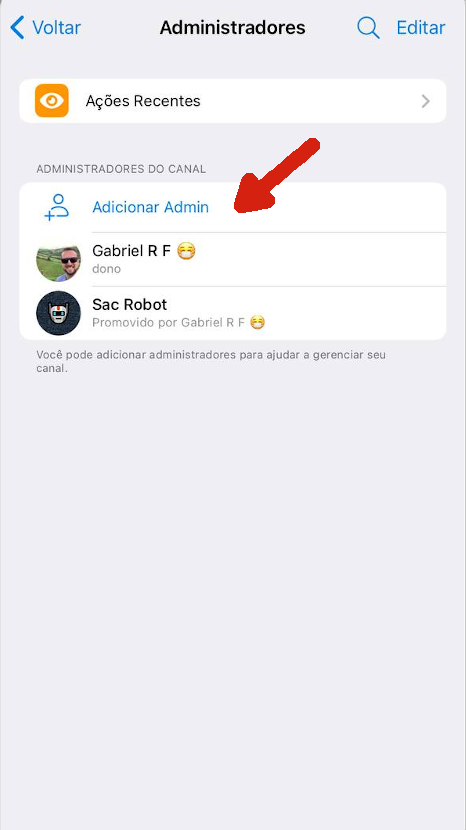 Voltar Administradores Editar
Ações Recentes
ADMINISTRADORES DO CANAL
Adicionar Admin
Gabriel R F 😷
dono
Sac Robot
Promovido por Gabriel R F 😷
Você pode adicionar administradores para ajudar a gerenciar seu
canal.